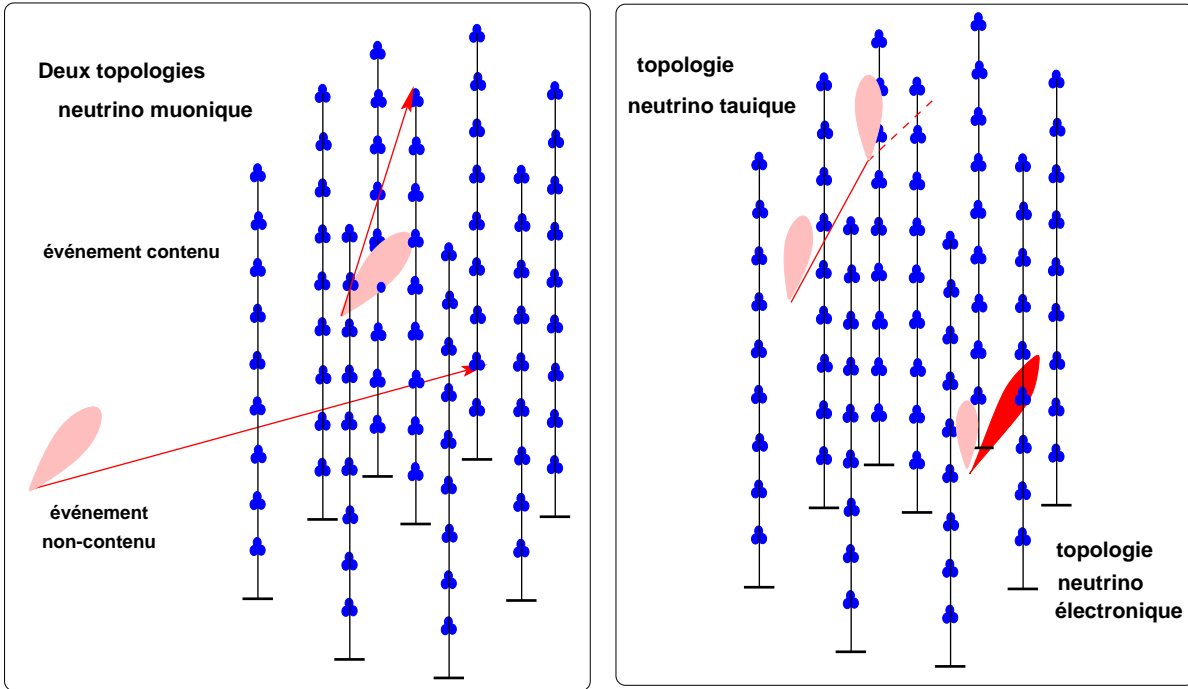 Deux topologies
neutrino muonique
événement contenu
événement
non-contenu
topologie
neutrino tauique
topologie
neutrino
électronique